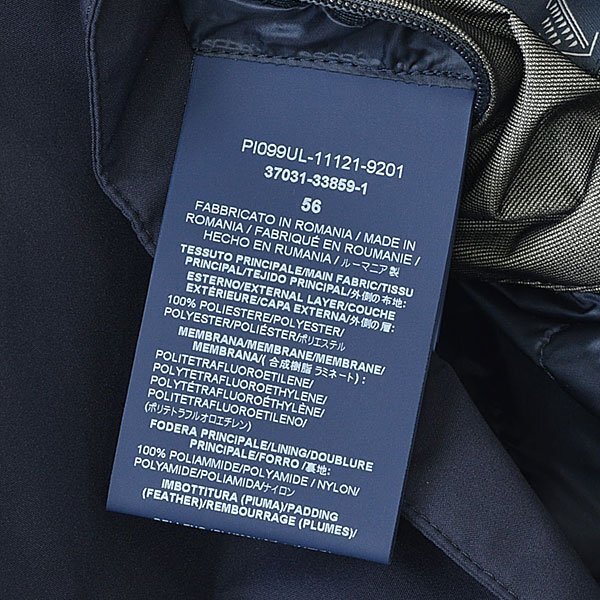 PI099UL-11121-9201
37031-33859-1
56
FABBRICATO IN ROMANIA / MADE IN
ROMANIA / FABRIQUÉ EN ROUMANIE /
HECHO EN RUMANIA / ルーマニア製
TESSUTO PRINCIPALE/MAIN FABRIC/TISSU
PRINCIPAL/TEJIDO PRINCIPAL/外側の布地:
ESTERNO/EXTERNAL LAYER/COUCHE
EXTÉRIEURE/CAPA EXTERNA/外側の層:
100% POLIESTERE/POLYESTER/
POLYESTER/POLIÉSTER/ポリエステル
MEMBRANA/MEMBRANE/MEMBRANE/
MEMBRANA/( 合成樹脂 ラミネート) :
POLITETRAFLUOROETILENE/
POLYTETRAFLUOROETHYLENE/
POLYTÉTRAFLUOROÉTHYLÈNE/
POLITETRAFLUOROETILENO/
(ポリテトラフルオロエチレン)
FODERA PRINCIPALE/LINING/DOUBLURE
PRINCIPALE/FORRO /裏地:
100% POLIAMMIDE/POLYAMIDE / NYLON/
POLYAMIDE/POLIAMIDA/ナイロン
IMBOTTITURA (PIUMA)/PADDING
(FEATHER)/REMBOURRAGE (PLUMES)/